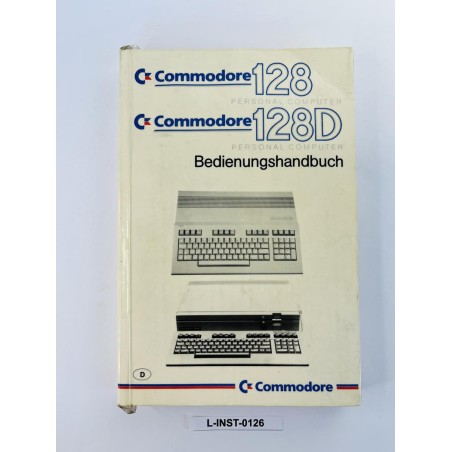 Commodore 128
PERSONAL COMPUTER
Commodore 128D
PERSONAL COMPUTER
Bedienungshandbuch
D
Commodore
L-INST-0126